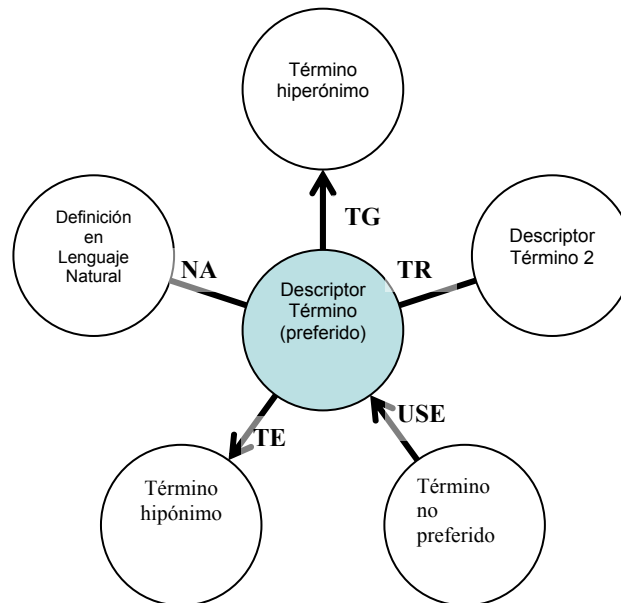 Término
hiperónimo
TG
Definición
en
Lenguaje
Natural
NA
Descriptor
Término
(preferido)
TR
Descriptor
Término 2
TE
USE
Término
hipónimo
Término
no
preferido